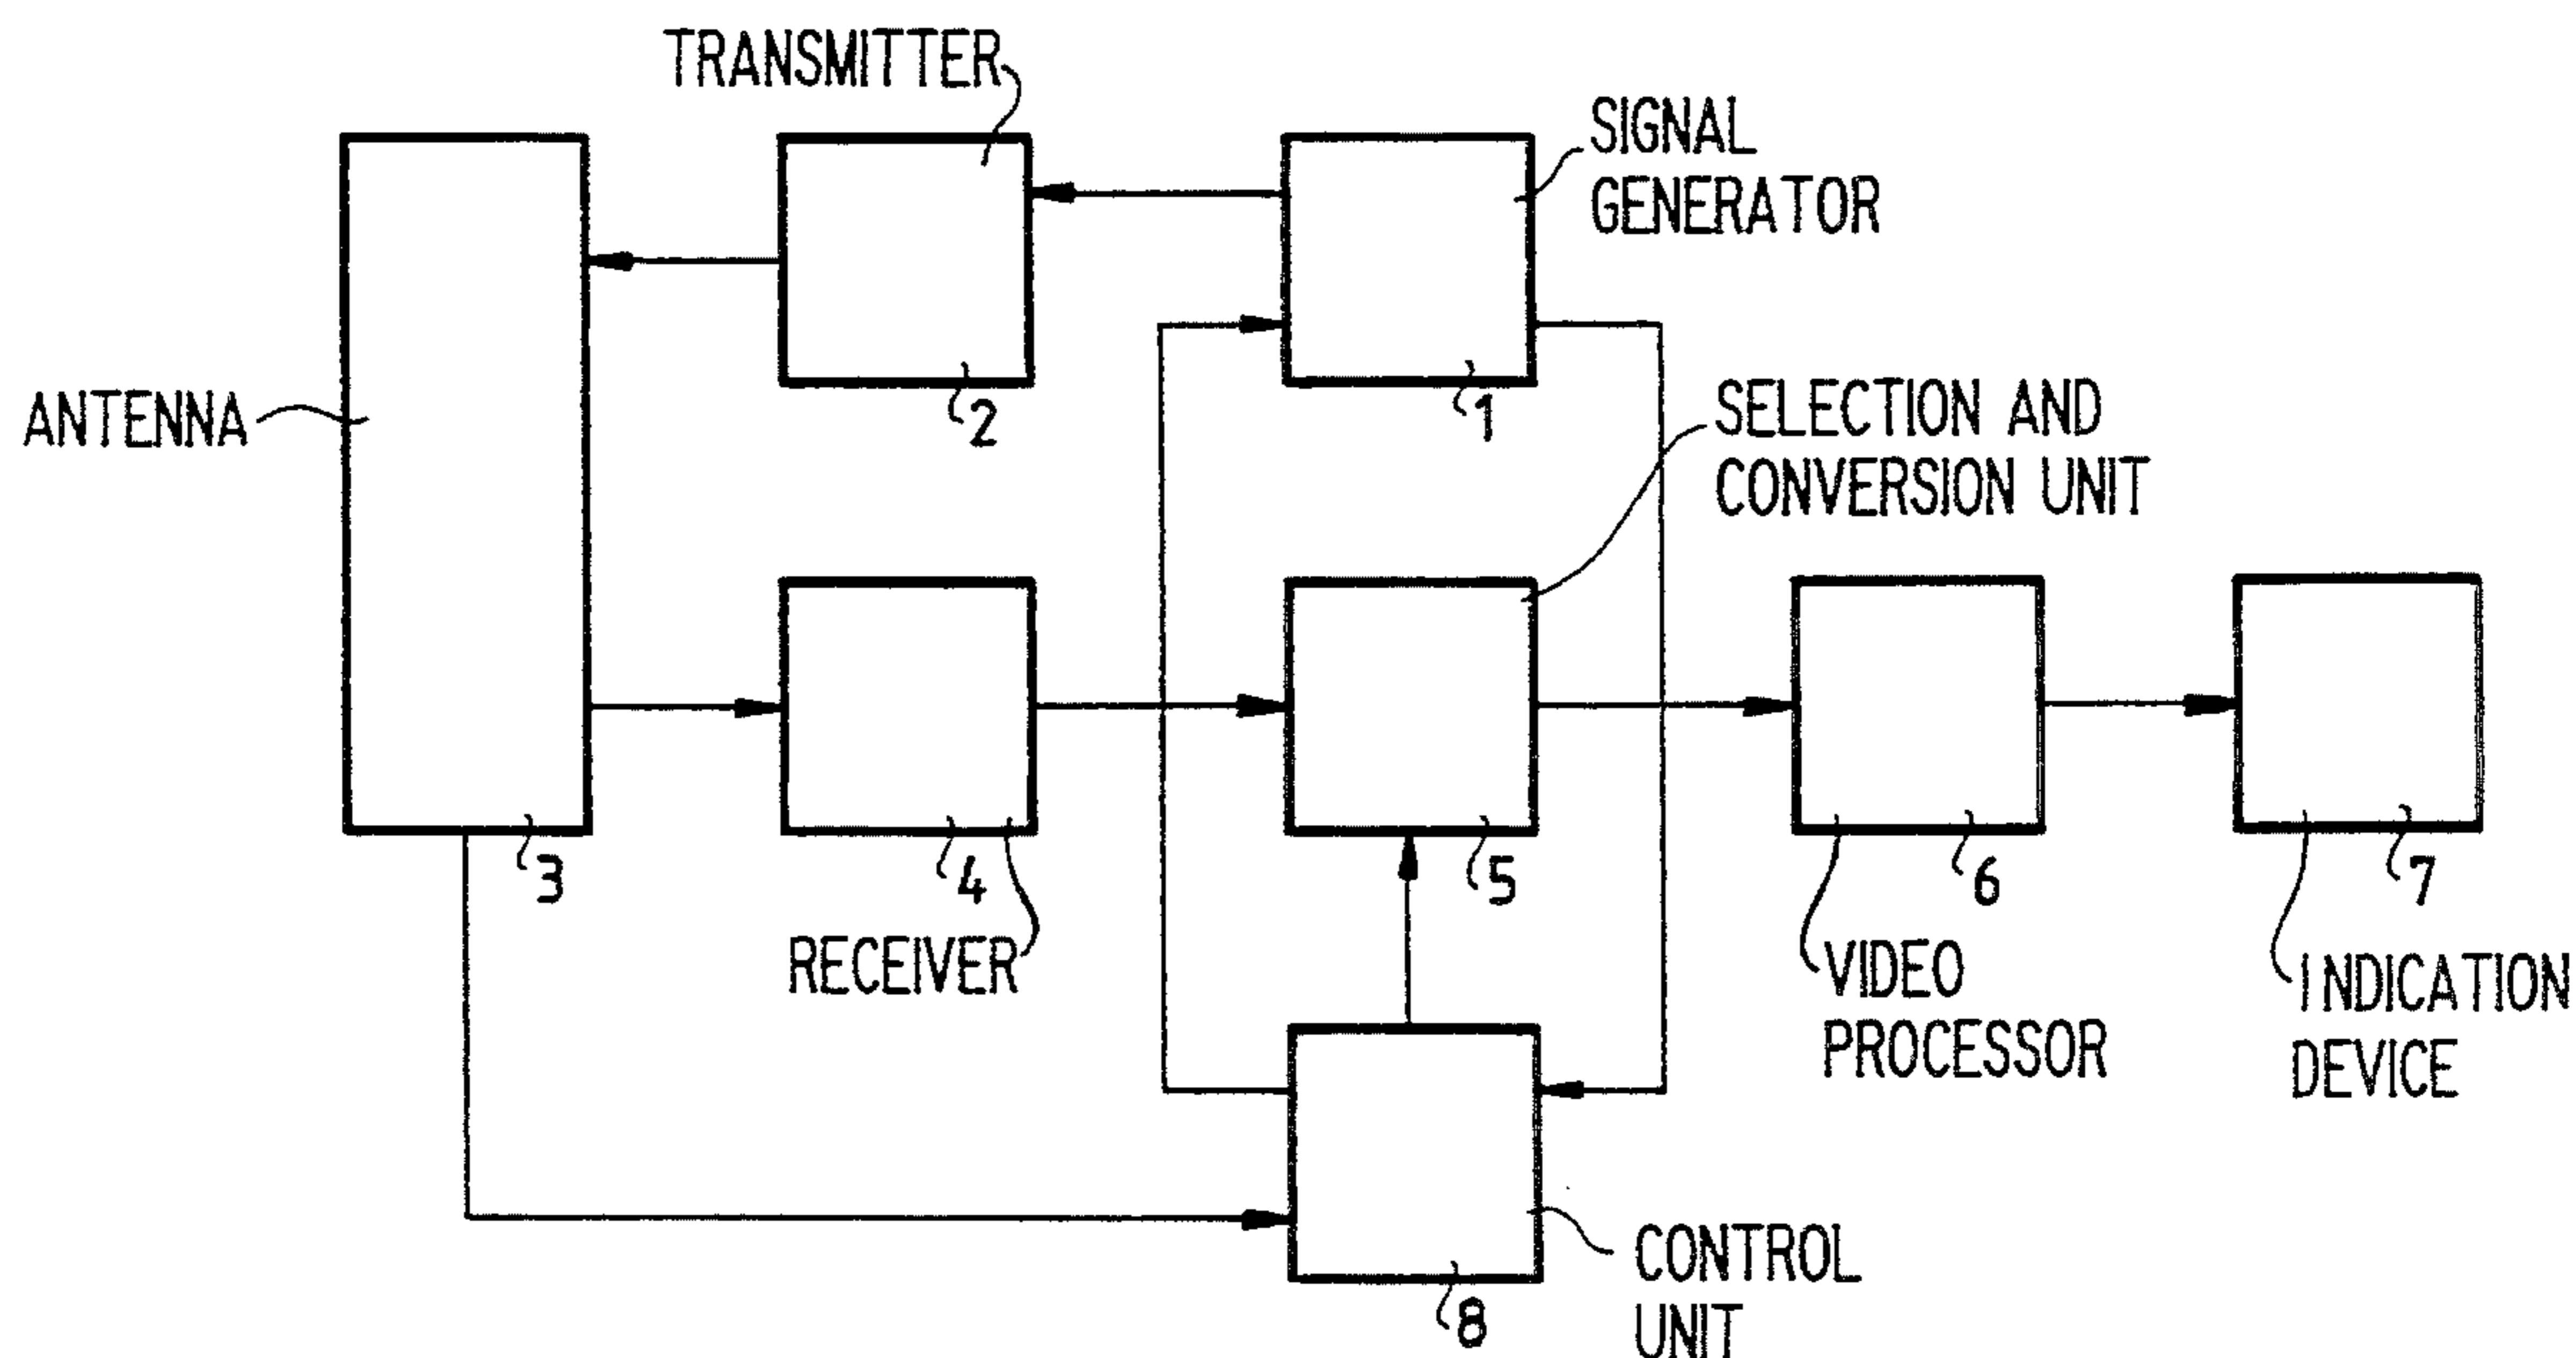 TRANSMITTER
SIGNAL
GENERATOR
ANTENNA
2
1
SELECTION AND
CONVERSION UNIT
3
4
5
6
7
RECEIVER
VIDEO
PROCESSOR
INDICATION
DEVICE
CONTROL
UNIT
8